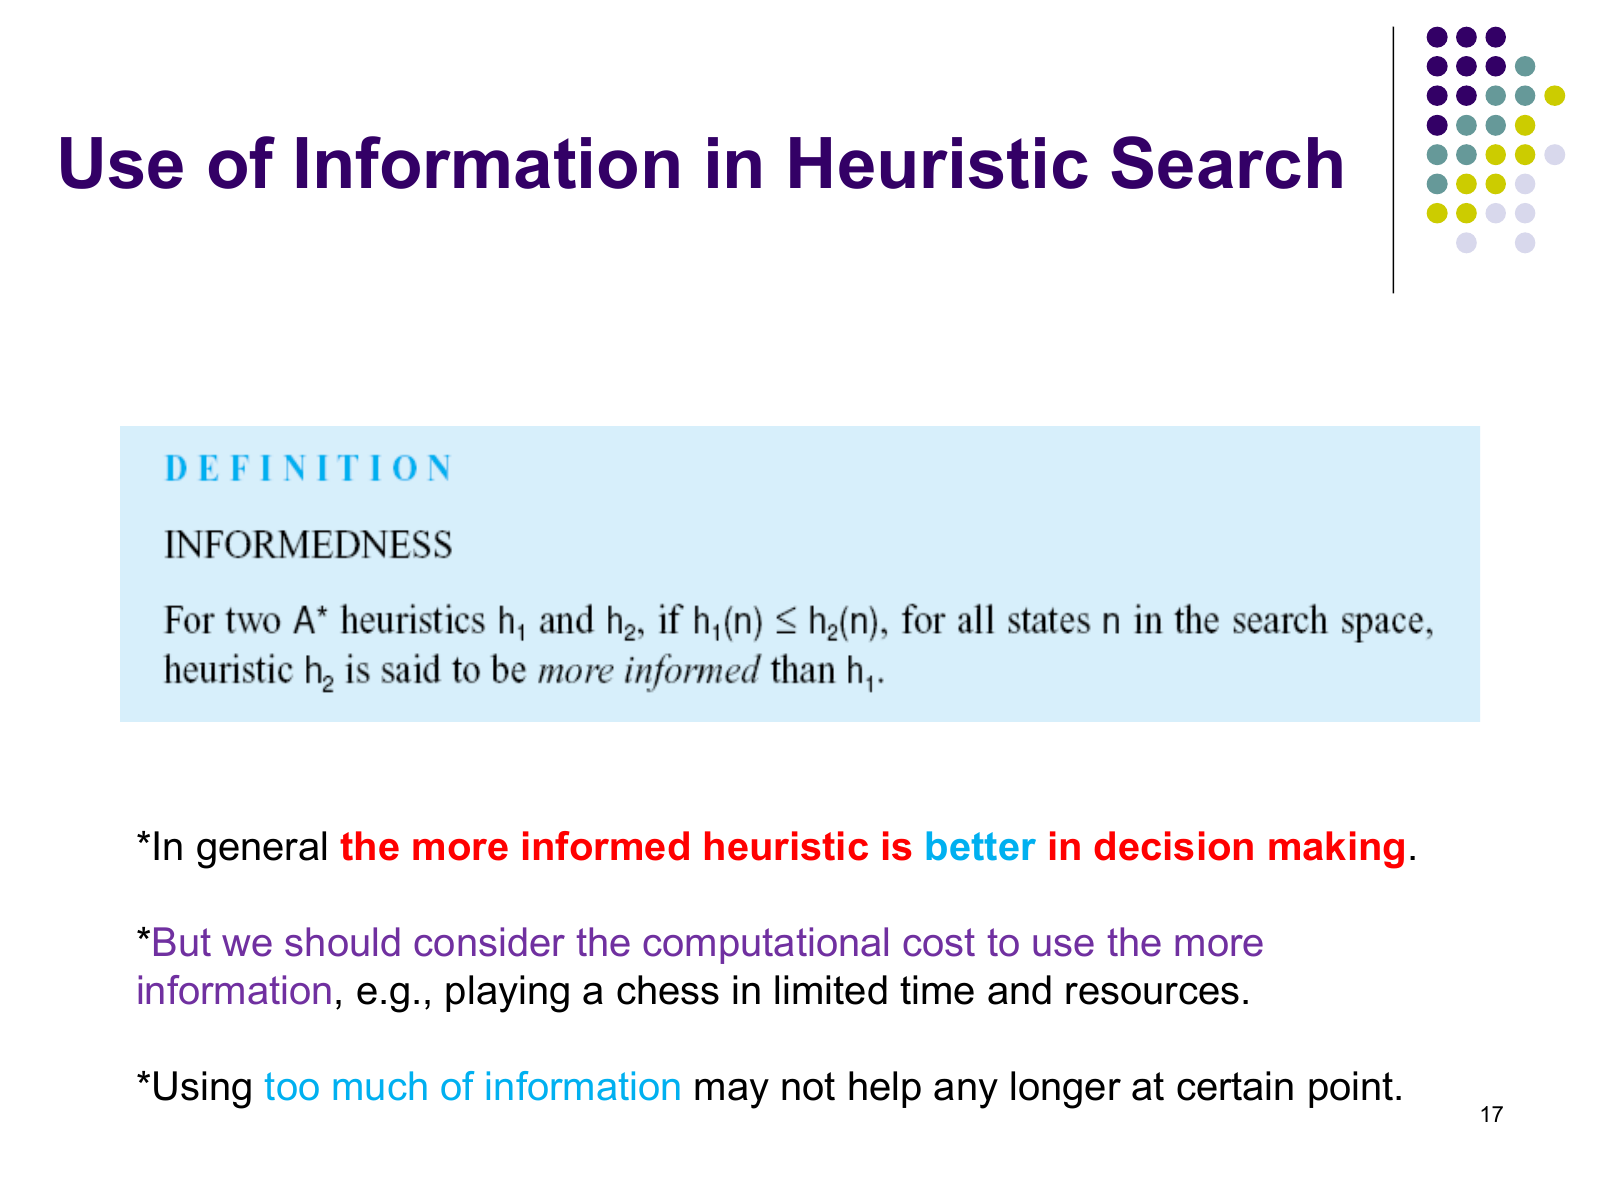 Use of Information in Heuristic Search
DEFINITION
INFORMEDNESS
For two A* heuristics h₁ and h₂, if h₁(n) ≤ h₂(n), for all states n in the search space,
heuristic h₂ is said to be more informed than h₁.
*In general the more informed heuristic is better in decision making.
*But we should consider the computational cost to use the more
information, e.g., playing a chess in limited time and resources.
*Using too much of information may not help any longer at certain point.
17